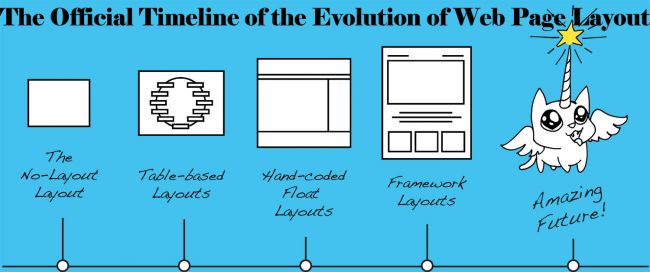 The Official Timeline of the Evolution of Web Page Layout
The
No-Layout
Layout
Table-based
Layouts
Hand-coded
Float
Layouts
Framework
Layouts
Amazing
Future!